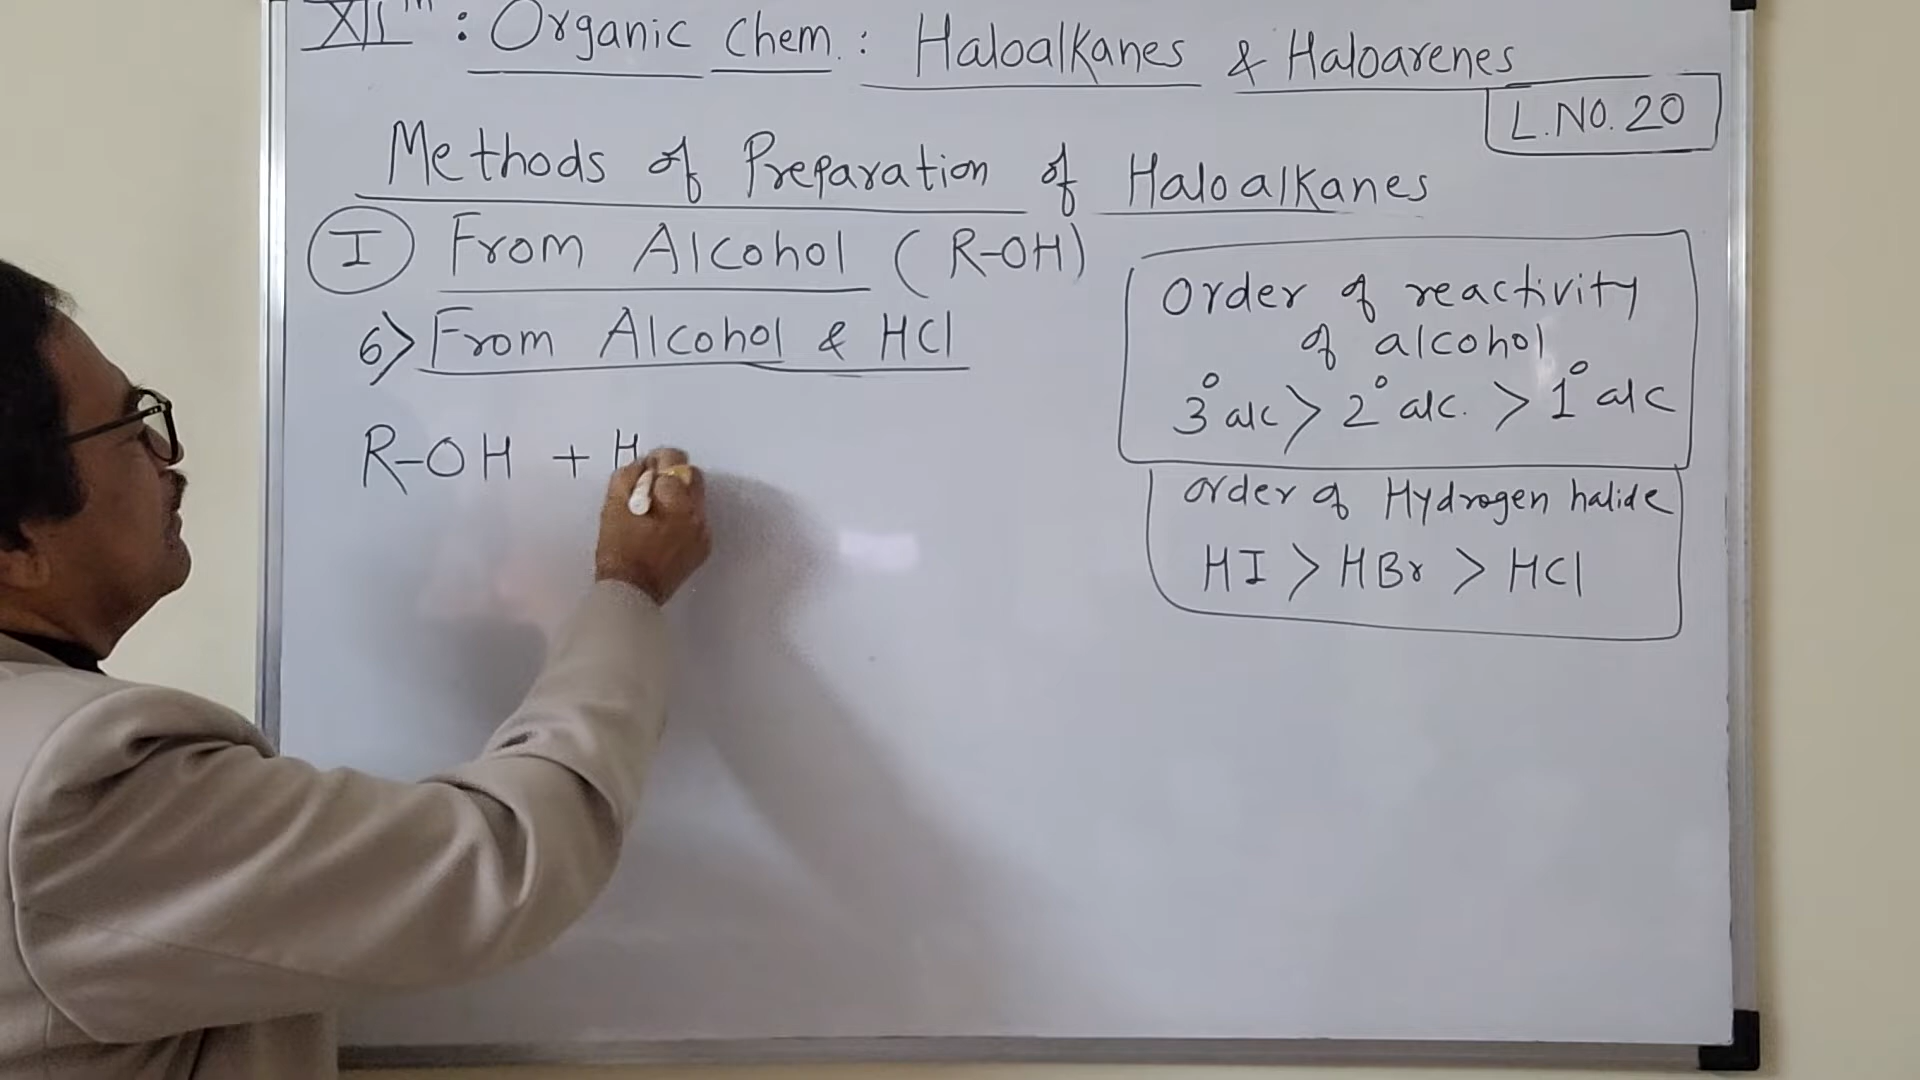 XIIth : Organic Chem. : Haloalkanes & Haloarenes
L.NO. 20
Methods of Preparation of Haloalkanes
I From Alcohol ( R-OH)
6> From Alcohol & HCl
R-OH + H
Order of reactivity
of alcohol
3° alc > 2° alc. > 1° alc
order of Hydrogen halide
HI > HBr > HCl